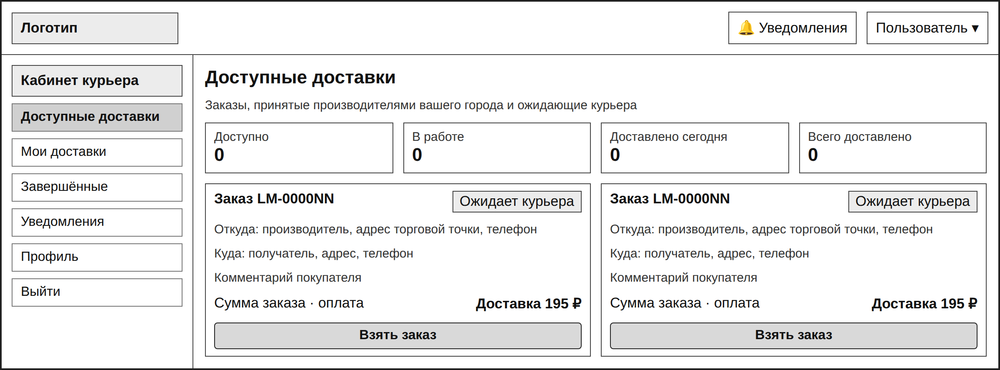 Логотип
🔔 Уведомления
Пользователь ▾
Кабинет курьера
Доступные доставки
Мои доставки
Завершённые
Уведомления
Профиль
Выйти
Доступные доставки
Заказы, принятые производителями вашего города и ожидающие курьера
Доступно
0
В работе
0
Доставлено сегодня
0
Всего доставлено
0
Заказ LM-0000NN
Ожидает курьера
Откуда: производитель, адрес торговой точки, телефон
Куда: получатель, адрес, телефон
Комментарий покупателя
Сумма заказа · оплата
Доставка 195 ₽
Взять заказ
Заказ LM-0000NN
Ожидает курьера
Откуда: производитель, адрес торговой точки, телефон
Куда: получатель, адрес, телефон
Комментарий покупателя
Сумма заказа · оплата
Доставка 195 ₽
Взять заказ